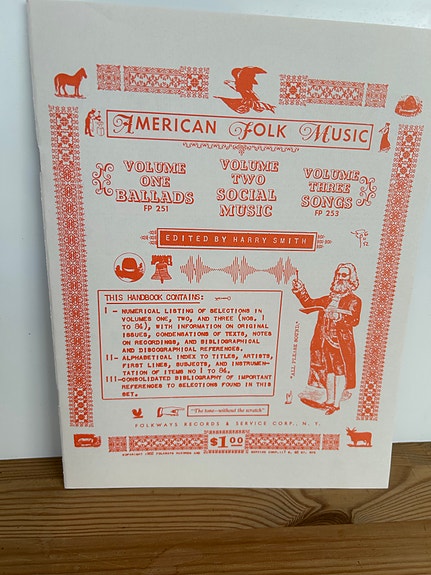 AMERICAN FOLK MUSIC
VOLUME
ONE
BALLADS
FP 251
VOLUME
TWO
SOCIAL
MUSIC
VOLUME
THREE
SONGS
FP 253
EDITED BY HARRY SMITH
THIS HANDBOOK CONTAINS:
I - NUMERICAL LISTING OF SELECTIONS IN
VOLUMES ONE, TWO, AND THREE (NOS. 1
TO 84), WITH INFORMATION ON ORIGINAL
ISSUES, CONDENSATIONS OF TEXTS, NOTES
ON RECORDINGS, AND BIBLIOGRAPHICAL
AND DISCOGRAPHICAL REFERENCES.
II- ALPHABETICAL INDEX TO TITLES, ARTISTS,
FIRST LINES, SUBJECTS, AND INSTRUMEN-
TATION OF ITEMS NO 1 TO 84.
III-CONSOLIDATED BIBLIOGRAPHY OF IMPORTANT
REFERENCES TO SELECTIONS FOUND IN THIS
SET.
"ALL PLEASE SING!"
"The tone--without the scratch"
FOLKWAYS RECORDS & SERVICE CORP., N. Y.
$1.00